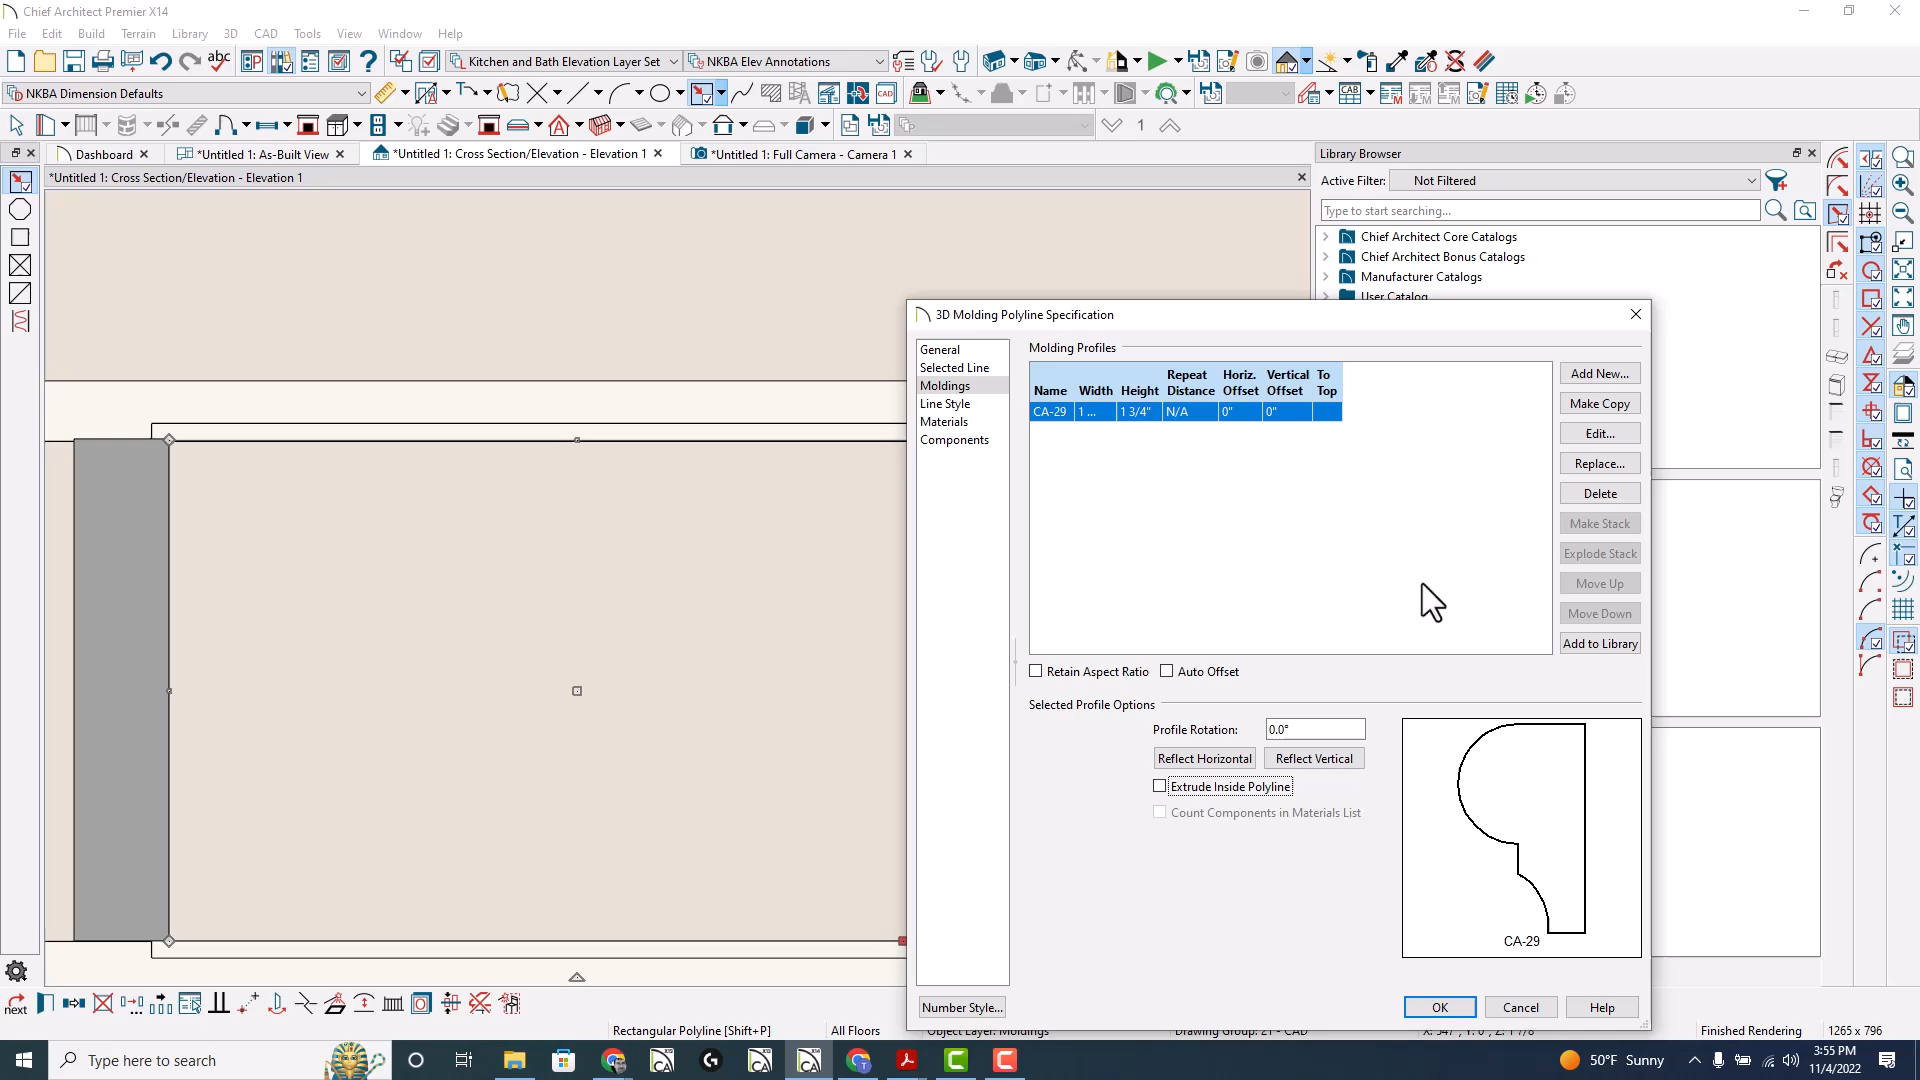 Chief Architect Premier X14
File Edit Build Terrain Library 3D CAD Tools View Window Help
Kitchen and Bath Elevation Layer Set NKBA Elev Annotations
NKBA Dimension Defaults
1
Dashboard *Untitled 1: As-Built View *Untitled 1: Cross Section/Elevation - Elevation 1 *Untitled 1: Full Camera - Camera 1
*Untitled 1: Cross Section/Elevation - Elevation 1
Library Browser
Active Filter: Not Filtered
Type to start searching...
Chief Architect Core Catalogs
Chief Architect Bonus Catalogs
Manufacturer Catalogs
User Catalog
3D Molding Polyline Specification
General
Selected Line
Moldings
Line Style
Materials
Components
Molding Profiles
Name Width Height Repeat Distance Horiz. Offset Vertical Offset To Top
CA-29 1 ... 1 3/4" N/A 0" 0"
Add New...
Make Copy
Edit...
Replace...
Delete
Make Stack
Explode Stack
Move Up
Move Down
Add to Library
Retain Aspect Ratio Auto Offset
Selected Profile Options
Profile Rotation: 0.0°
Reflect Horizontal Reflect Vertical
Extrude Inside Polyline
Count Components in Materials List
CA-29
Number Style... OK Cancel Help
next
Rectangular Polyline [Shift+P] All Floors Object Layer: Moldings Drawing Group: 21 - CAD Finished Rendering 1265 x 796
Type here to search
50°F Sunny
3:55 PM
11/4/2022